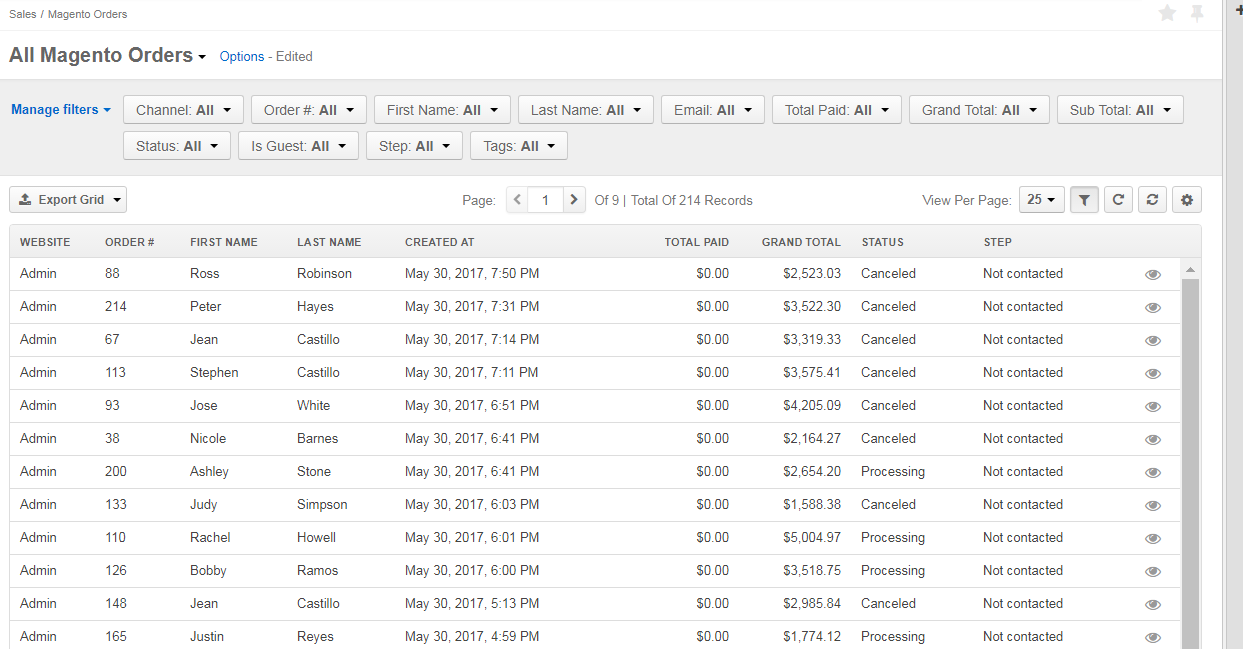 Sales / Magento Orders
All Magento Orders Options - Edited
Manage filters Channel: All Order #: All First Name: All Last Name: All Email: All Total Paid: All Grand Total: All Sub Total: All
Status: All Is Guest: All Step: All Tags: All
Export Grid Page: 1 Of 9 | Total Of 214 Records View Per Page: 25
WEBSITE ORDER # FIRST NAME LAST NAME CREATED AT TOTAL PAID GRAND TOTAL STATUS STEP
Admin 88 Ross Robinson May 30, 2017, 7:50 PM $0.00 $2,523.03 Canceled Not contacted
Admin 214 Peter Hayes May 30, 2017, 7:31 PM $0.00 $3,522.30 Canceled Not contacted
Admin 67 Jean Castillo May 30, 2017, 7:14 PM $0.00 $3,319.33 Canceled Not contacted
Admin 113 Stephen Castillo May 30, 2017, 7:11 PM $0.00 $3,575.41 Canceled Not contacted
Admin 93 Jose White May 30, 2017, 6:51 PM $0.00 $4,205.09 Canceled Not contacted
Admin 38 Nicole Barnes May 30, 2017, 6:41 PM $0.00 $2,164.27 Canceled Not contacted
Admin 200 Ashley Stone May 30, 2017, 6:41 PM $0.00 $2,654.20 Processing Not contacted
Admin 133 Judy Simpson May 30, 2017, 6:03 PM $0.00 $1,588.38 Canceled Not contacted
Admin 110 Rachel Howell May 30, 2017, 6:01 PM $0.00 $5,004.97 Processing Not contacted
Admin 126 Bobby Ramos May 30, 2017, 6:00 PM $0.00 $3,518.75 Processing Not contacted
Admin 148 Jean Castillo May 30, 2017, 5:13 PM $0.00 $2,985.84 Canceled Not contacted
Admin 165 Justin Reyes May 30, 2017, 4:59 PM $0.00 $1,774.12 Processing Not contacted